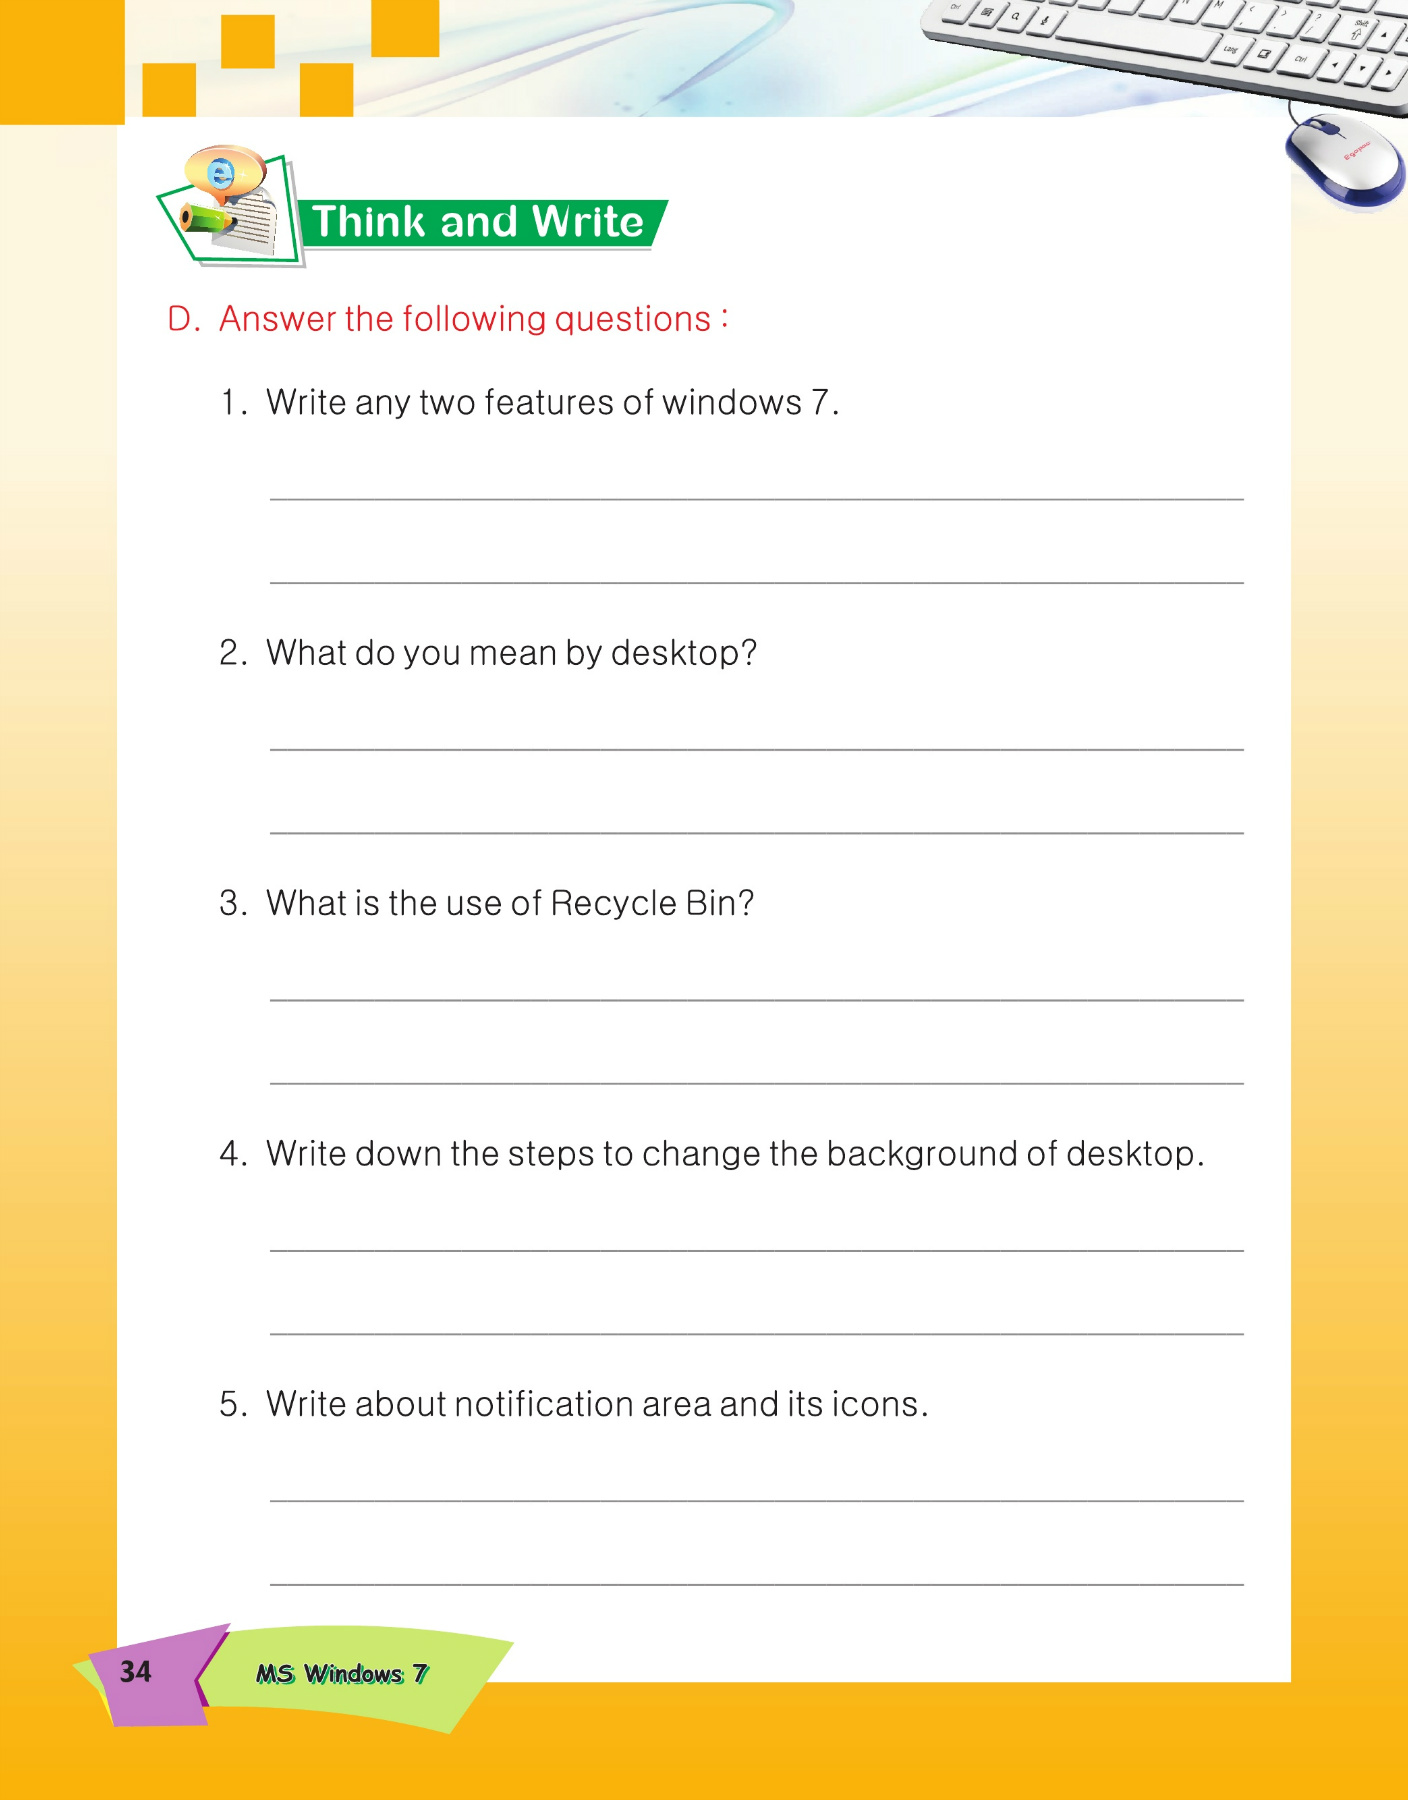 Think and Write
D. Answer the following questions :
1. Write any two features of windows 7.
2. What do you mean by desktop?
3. What is the use of Recycle Bin?
4. Write down the steps to change the background of desktop.
5. Write about notification area and its icons.
34
MS Windows 7